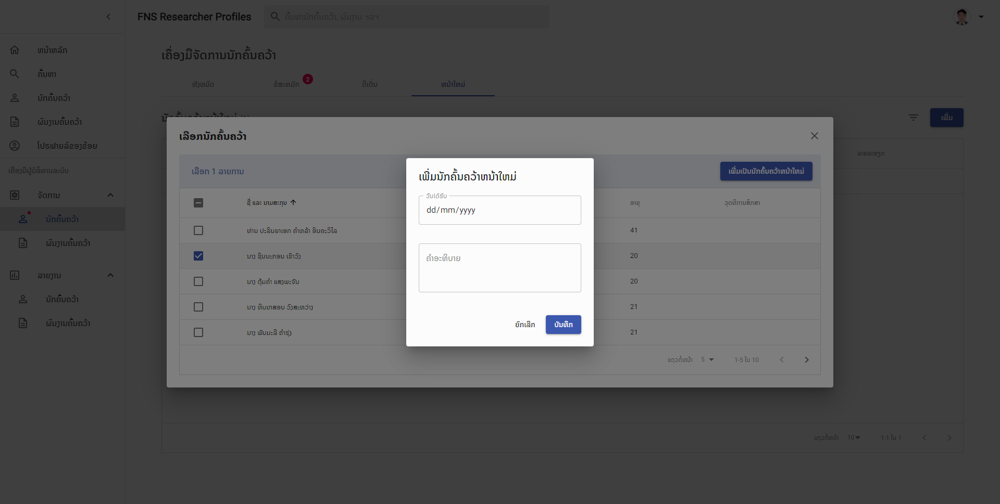 FNS Researcher Profiles
ຄົ້ນຫານັກຄົ້ນຄວ້າ, ຜົນງານ ຯລຯ
ໜ້າຫລັກ
ຄົ້ນຫາ
ນັກຄົ້ນຄວ້າ
ຜົນງານຄົ້ນຄວ້າ
ໂປຣຟາຍລ໌ຂອງຂ້ອຍ
ເຄື່ອງມືຜູ້ບໍລິຫານລະບົບ
ຈັດການ
ນັກຄົ້ນຄວ້າ
ຜົນງານຄົ້ນຄວ້າ
ລາຍງານ
ນັກຄົ້ນຄວ້າ
ຜົນງານຄົ້ນຄວ້າ
ເຄື່ອງມືຈັດການນັກຄົ້ນຄວ້າ
ທັງຫມົດ
ຂໍສະຫມັກ 2
ດີເດັ່ນ
ຫນ້າໃຫມ່
ເພີ່ມ
ລາຍລະອຽດ
ເລືອກນັກຄົ້ນຄວ້າ
ເລືອກ 1 ລາຍການ
ເພີ່ມເປັນນັກຄົ້ນຄວ້າຫນ້າໃຫມ່
ຊື່ ແລະ ນາມສະກຸນ
ອາຍຸ
ວຸດທິການສຶກສາ
ທ່ານ ປະລິນຍາເອກ ຄຳຫລ້າ ອິນຄະວິໄລ 41
ນາງ ຊິນນະກອນ ເຂົາວົງ 20
ນາງ ຕຸ້ມຄຳ ແສງພະຈັນ 20
ນາງ ທິບເກສອນ ວົງສະຫວ່າງ 21
ນາງ ພັນມະລີ ຄຳຮຸ່ງ 21
ແຖວຕໍ່ຫນ້າ 5 1-5 ໃນ 10
ເພີ່ມນັກຄົ້ນຄວ້າຫນ້າໃຫມ່
ວັນໄດ້ຮັບ
dd/mm/yyyy
ຄຳອະທິບາຍ
ຍົກເລີກ
ບັນທຶກ
ແຖວຕໍ່ຫນ້າ 10 1-1 ໃນ 1